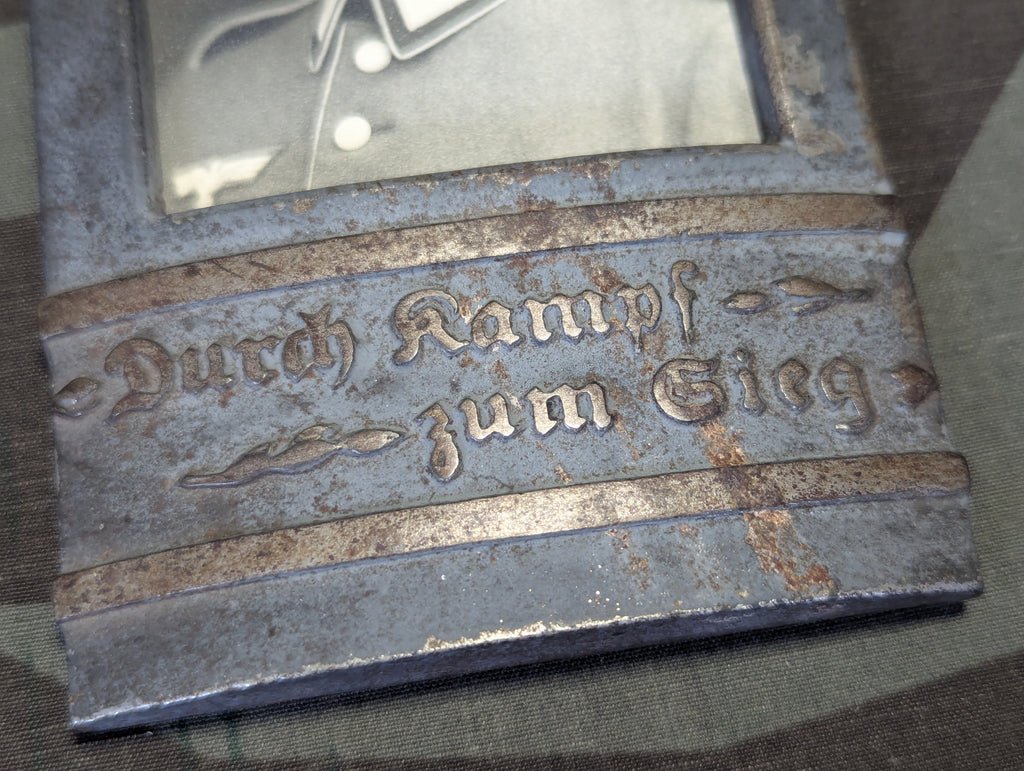 Durch Kampf
zum Sieg